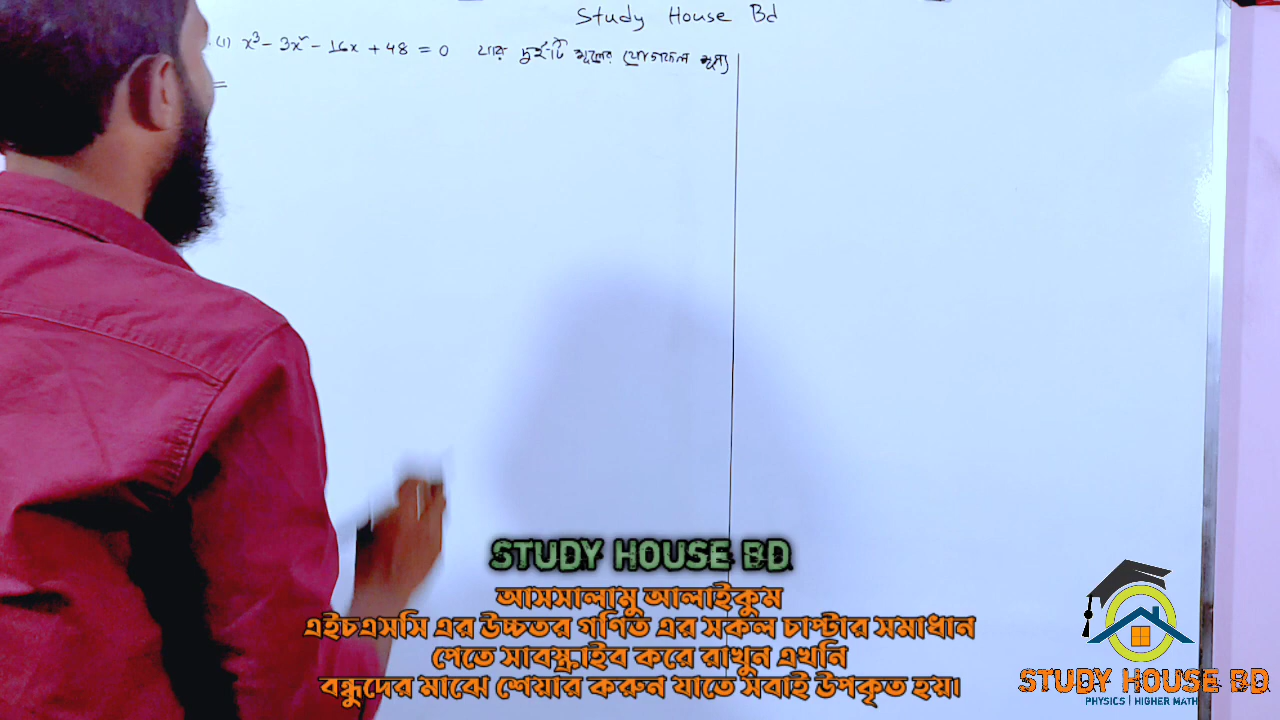 Study House Bd
(i) x³ - 3x² - 16x + 48 = 0 যার দুইটি মূলের যোগফল শূন্য
=
STUDY HOUSE BD
আসসালামু আলাইকুম
এইচএসসি এর উচ্চতর গণিত এর সকল চাপ্টার সমাধান
পেতে সাবস্ক্রাইব করে রাখুন এখনি
বন্ধুদের মাঝে শেয়ার করুন যাতে সবাই উপকৃত হয়।
STUDY HOUSE BD
PHYSICS | HIGHER MATH